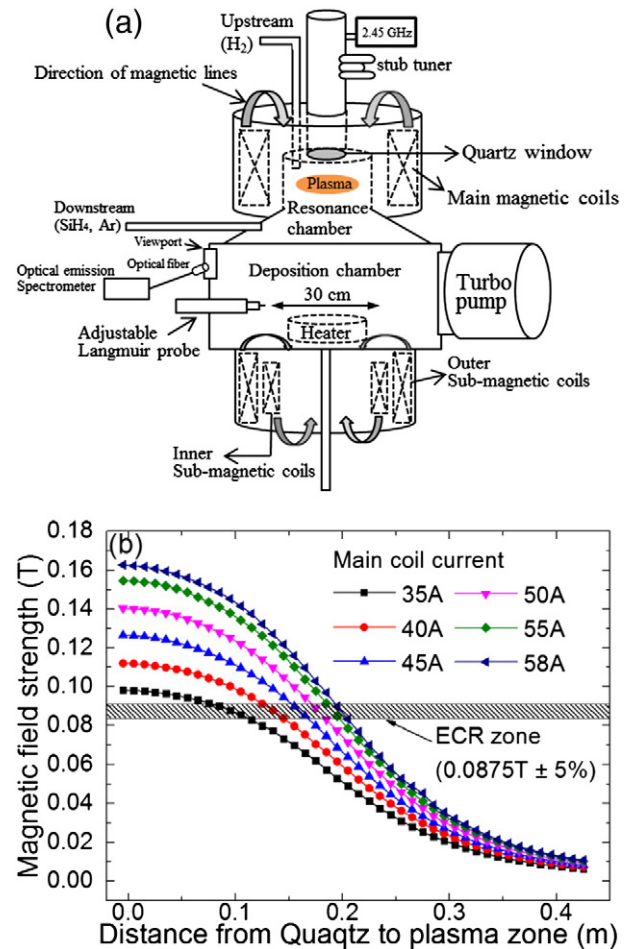 (a)
Upstream
(H₂)
2.45 GHz
stub tuner
Direction of magnetic lines
Quartz window
Plasma
Main magnetic coils
Resonance
chamber
Downstream
(SiH₄, Ar)
Viewport
Optical fiber
Optical emission
Spectrometer
Deposition chamber
30 cm
Turbo
pump
Heater
Adjustable
Langmuir probe
Outer
Sub-magnetic coils
Inner
Sub-magnetic coils
(b)
Magnetic field strength (T)
0.18
0.16
0.14
0.12
0.10
0.08
0.06
0.04
0.02
0.00
Main coil current
35A 50A
40A 55A
45A 58A
ECR zone
(0.0875T ± 5%)
0.0 0.1 0.2 0.3 0.4
Distance from Quaqtz to plasma zone (m)